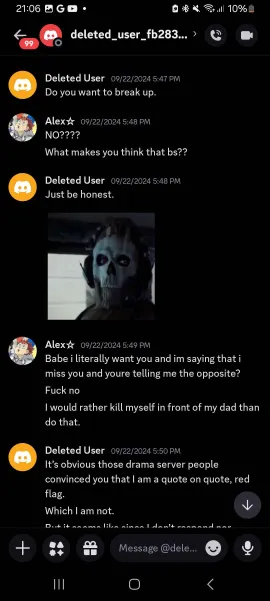 21:06 G 10%
99
deleted_user_fb283...
Deleted User 09/22/2024 5:47 PM
Do you want to break up.
Alex☆ 09/22/2024 5:48 PM
NO????
What makes you think that bs??
Deleted User 09/22/2024 5:48 PM
Just be honest.
Alex☆ 09/22/2024 5:49 PM
Babe i literally want you and im saying that i
miss you and youre telling me the opposite?
Fuck no
I would rather kill myself in front of my dad than
do that.
Deleted User 09/22/2024 5:50 PM
It's obvious those drama server people
convinced you that I am a quote on quote, red
flag.
Which I am not.
But it seems like since I don't respond nor
Message @dele...